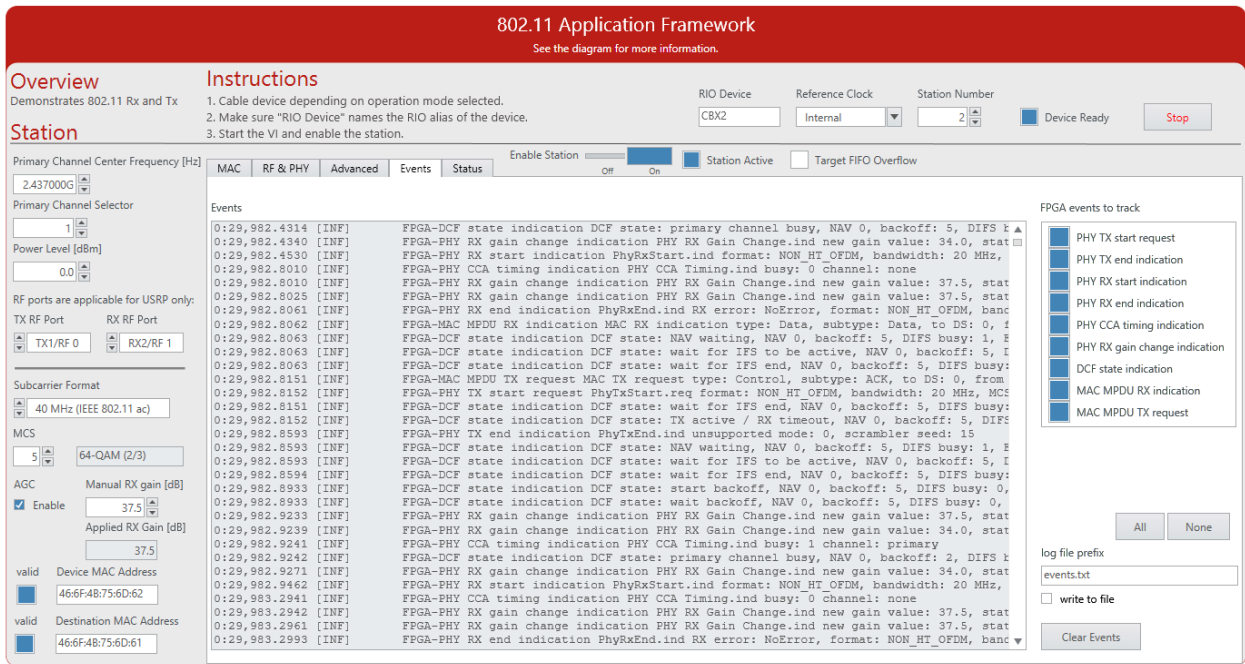 802.11 Application Framework
See the diagram for more information.
Overview
Demonstrates 802.11 Rx and Tx
Instructions
1. Cable device depending on operation mode selected.
2. Make sure "RIO Device" names the RIO alias of the device.
3. Start the VI and enable the station.
RIO Device
CBX2
Reference Clock
Internal
Station Number
2
Device Ready
Stop
Station
Primary Channel Center Frequency [Hz]
2.437000G
Primary Channel Selector
1
Power Level [dBm]
0.0
RF ports are applicable for USRP only:
TX RF Port
RX RF Port
TX1/RF 0
RX2/RF 1
Subcarrier Format
40 MHz (IEEE 802.11 ac)
MCS
5
64-QAM (2/3)
AGC
Enable
Manual RX gain [dB]
37.5
Applied RX Gain [dB]
37.5
valid
Device MAC Address
46:6F:4B:75:6D:62
valid
Destination MAC Address
46:6F:4B:75:6D:61
MAC
RF & PHY
Advanced
Events
Status
Enable Station
Off
On
Station Active
Target FIFO Overflow
Events
0:29,982.4314 [INF] FPGA-DCF state indication DCF state: primary channel busy, NAV 0, backoff: 5, DIFS
0:29,982.4340 [INF] FPGA-PHY RX gain change indication PHY RX Gain Change.ind new gain value: 34.0, stat
0:29,982.4530 [INF] FPGA-PHY RX start indication PhyRxStart.ind format: NON_HT_OFDM, bandwidth: 20 MHz,
0:29,982.8010 [INF] FPGA-PHY CCA timing indication PHY CCA Timing.ind busy: 0 channel: none
0:29,982.8010 [INF] FPGA-PHY RX gain change indication PHY RX Gain Change.ind new gain value: 37.5, stat
0:29,982.8025 [INF] FPGA-PHY RX gain change indication PHY RX Gain Change.ind new gain value: 37.5, stat
0:29,982.8061 [INF] FPGA-PHY RX end indication PhyRxEnd.ind RX error: NoError, format: NON_HT_OFDM, banc
0:29,982.8062 [INF] FPGA-MAC MPDU RX indication MAC RX indication type: Data, subtype: Data, to DS: 0, f
0:29,982.8063 [INF] FPGA-DCF state indication DCF state: NAV waiting, NAV 0, backoff: 5, DIFS busy: 1,
0:29,982.8063 [INF] FPGA-DCF state indication DCF state: wait for IFS to be active, NAV 0, backoff: 5,
0:29,982.8063 [INF] FPGA-DCF state indication DCF state: wait for IFS end, NAV 0, backoff: 5, DIFS busy:
0:29,982.8151 [INF] FPGA-MAC MPDU TX request MAC TX request type: Control, subtype: ACK, to DS: 0, from
0:29,982.8152 [INF] FPGA-PHY TX start request PhyTxStart.req format: NON_HT_OFDM, bandwidth: 20 MHz, MCS
0:29,982.8151 [INF] FPGA-DCF state indication DCF state: wait for IFS end, NAV 0, backoff: 5, DIFS busy:
0:29,982.8152 [INF] FPGA-DCF state indication DCF state: TX active / RX timeout, NAV 0, backoff: 5, DIFS
0:29,982.8593 [INF] FPGA-PHY TX end indication PhyTxEnd.ind unsupported mode: 0, scrambler seed: 15
0:29,982.8593 [INF] FPGA-DCF state indication DCF state: NAV waiting, NAV 0, backoff: 5, DIFS busy: 1,
0:29,982.8593 [INF] FPGA-DCF state indication DCF state: wait for IFS to be active, NAV 0, backoff: 5,
0:29,982.8594 [INF] FPGA-DCF state indication DCF state: wait for IFS end, NAV 0, backoff: 5, DIFS busy:
0:29,982.8933 [INF] FPGA-DCF state indication DCF state: start backoff, NAV 0, backoff: 5, DIFS busy: 0,
0:29,982.8933 [INF] FPGA-DCF state indication DCF state: wait backoff, NAV 0, backoff: 5, DIFS busy: 0,
0:29,982.9233 [INF] FPGA-PHY RX gain change indication PHY RX Gain Change.ind new gain value: 37.5, stat
0:29,982.9239 [INF] FPGA-PHY RX gain change indication PHY RX Gain Change.ind new gain value: 34.0, stat
0:29,982.9241 [INF] FPGA-PHY CCA timing indication PHY CCA Timing.ind busy: 1 channel: primary
0:29,982.9242 [INF] FPGA-DCF state indication DCF state: primary channel busy, NAV 0, backoff: 2, DIFS
0:29,982.9271 [INF] FPGA-PHY RX gain change indication PHY RX Gain Change.ind new gain value: 34.0, stat
0:29,982.9462 [INF] FPGA-PHY RX start indication PhyRxStart.ind format: NON_HT_OFDM, bandwidth: 20 MHz,
0:29,983.2941 [INF] FPGA-PHY CCA timing indication PHY CCA Timing.ind busy: 0 channel: none
0:29,983.2942 [INF] FPGA-PHY RX gain change indication PHY RX Gain Change.ind new gain value: 37.5, stat
0:29,983.2961 [INF] FPGA-PHY RX gain change indication PHY RX Gain Change.ind new gain value: 37.5, stat
0:29,983.2993 [INF] FPGA-PHY RX end indication PhyRxEnd.ind RX error: NoError, format: NON_HT_OFDM, banc
FPGA events to track
PHY TX start request
PHY TX end indication
PHY RX start indication
PHY RX end indication
PHY CCA timing indication
PHY RX gain change indication
DCF state indication
MAC MPDU RX indication
MAC MPDU TX request
All
None
log file prefix
events.txt
write to file
Clear Events